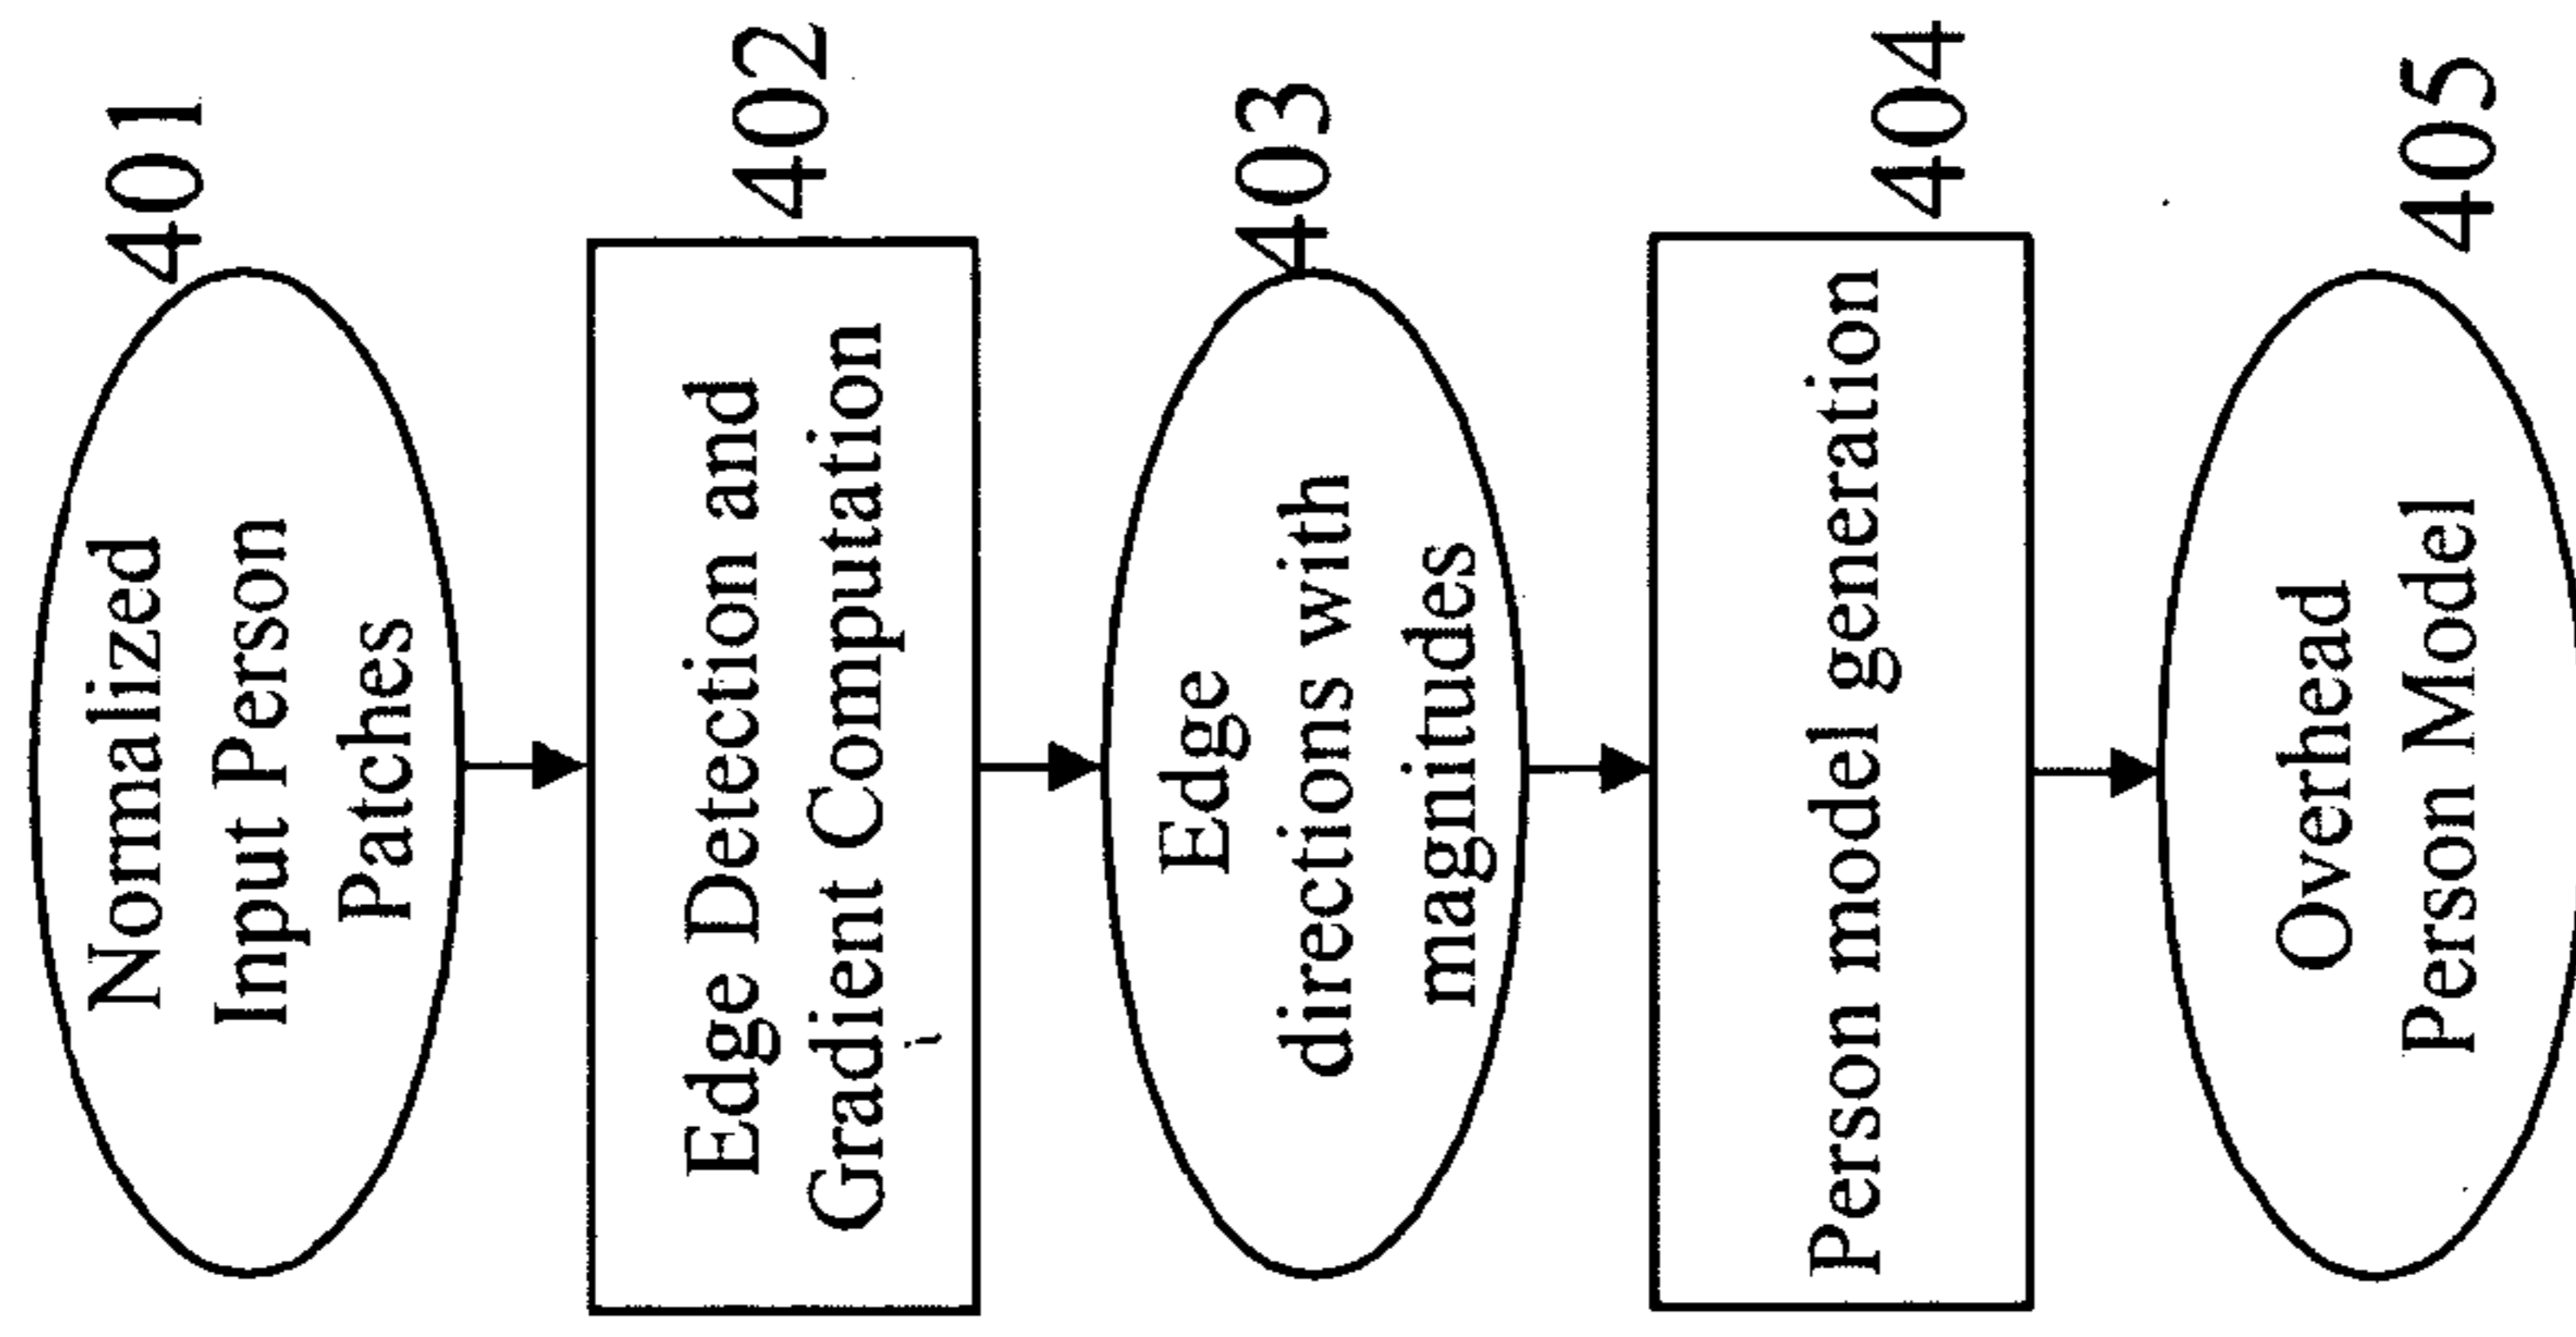 401
Normalized
Input Person
Patches
402
Edge Detection and
Gradient Computation
403
Edge
directions with
magnitudes
404
Person model generation
405
Overhead
Person Model